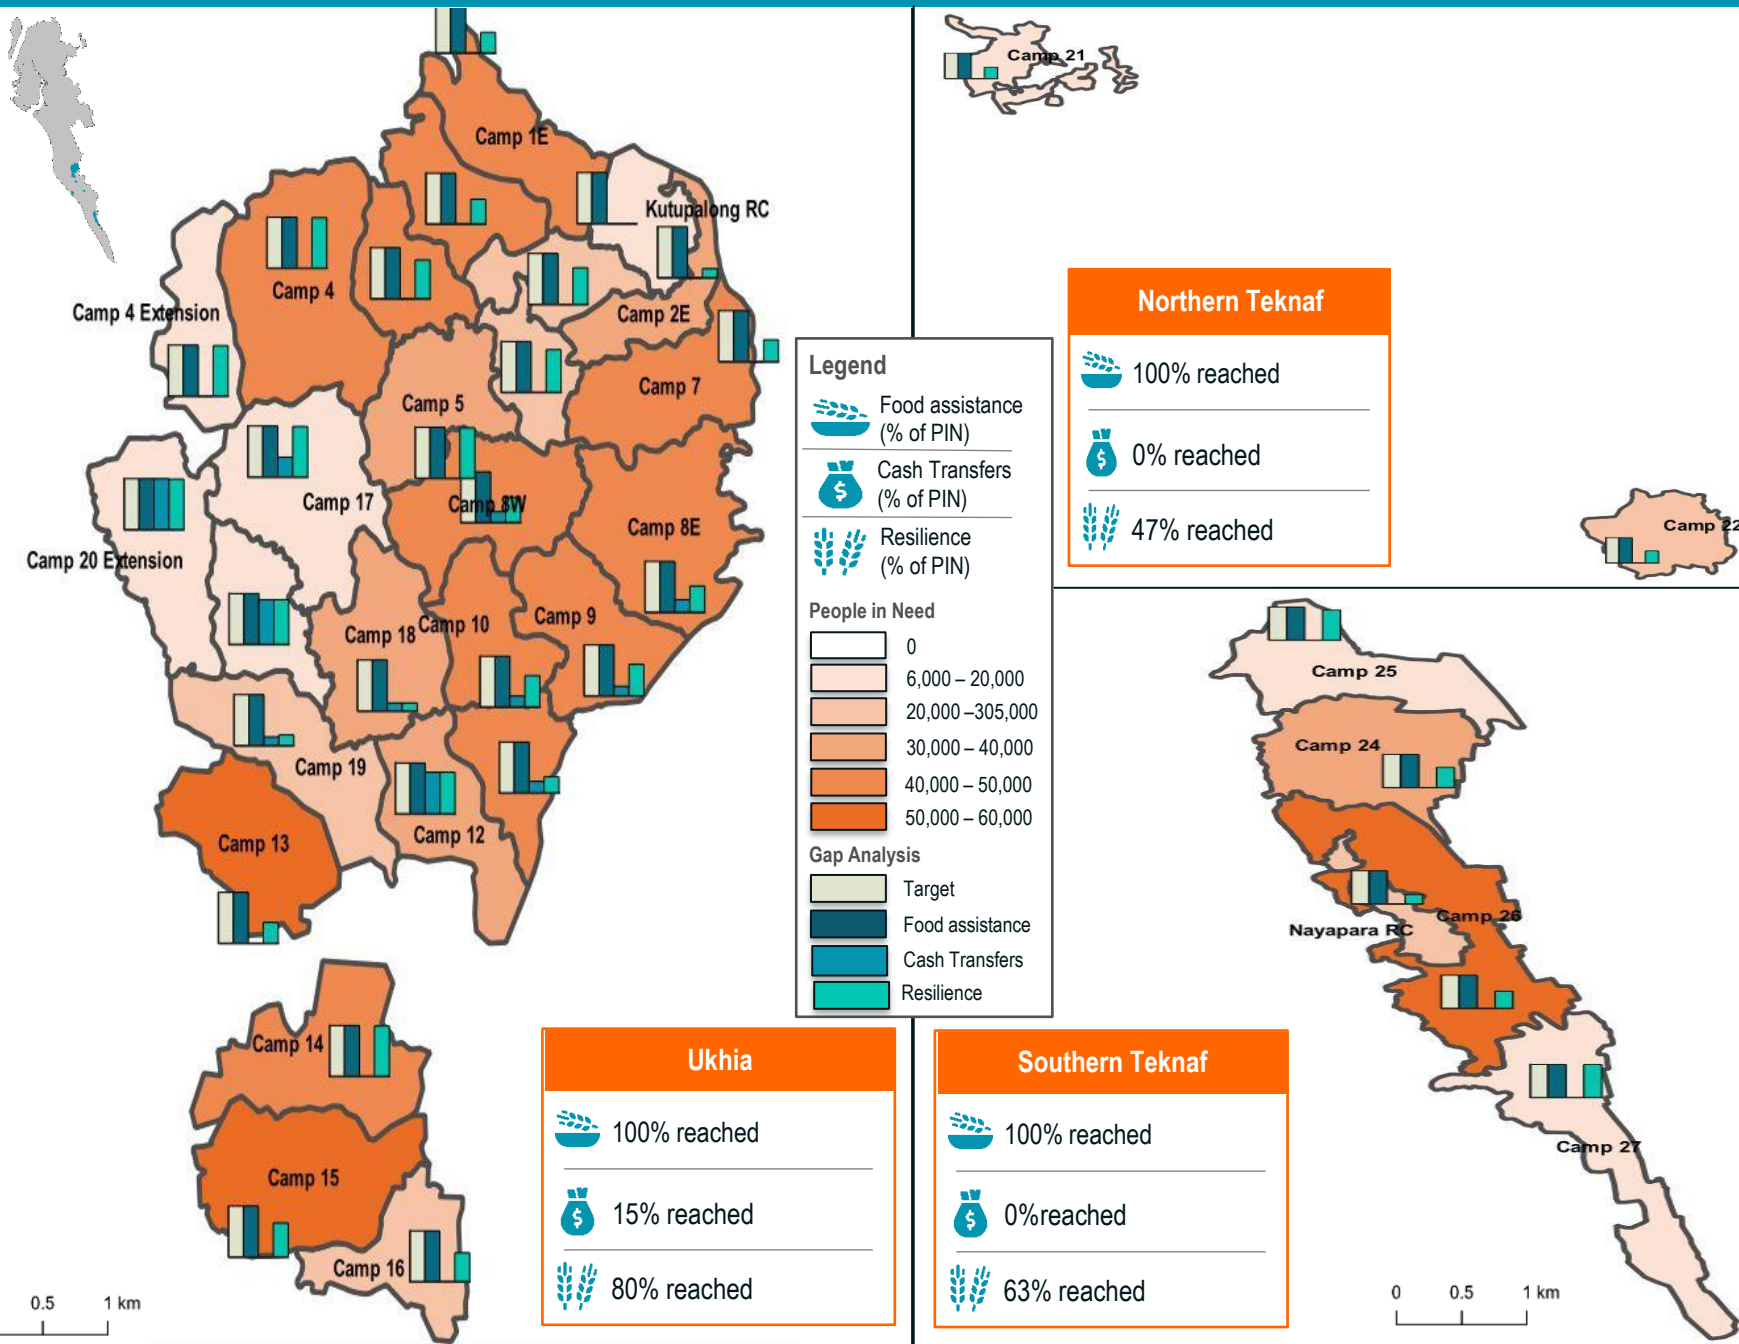 Camp 1E
Kutupalong RC
Camp 4
Camp 4 Extension
Camp 2E
Camp 7
Camp 5
Camp 17
Camp 8W
Camp 8E
Camp 20 Extension
Camp 18
Camp 10
Camp 9
Camp 19
Camp 12
Camp 13
Camp 14
Camp 15
Camp 16
0.5
1 km
Legend
Food assistance
(% of PIN)
Cash Transfers
(% of PIN)
Resilience
(% of PIN)
People in Need
0
6,000 – 20,000
20,000 –305,000
30,000 – 40,000
40,000 – 50,000
50,000 – 60,000
Gap Analysis
Target
Food assistance
Cash Transfers
Resilience
Ukhia
100% reached
$ 15% reached
80% reached
Camp 21
Northern Teknaf
100% reached
$ 0% reached
47% reached
Camp 22
Camp 25
Camp 24
Camp 26
Nayapara RC
Camp 27
Southern Teknaf
100% reached
$ 0%reached
63% reached
0 0.5 1 km